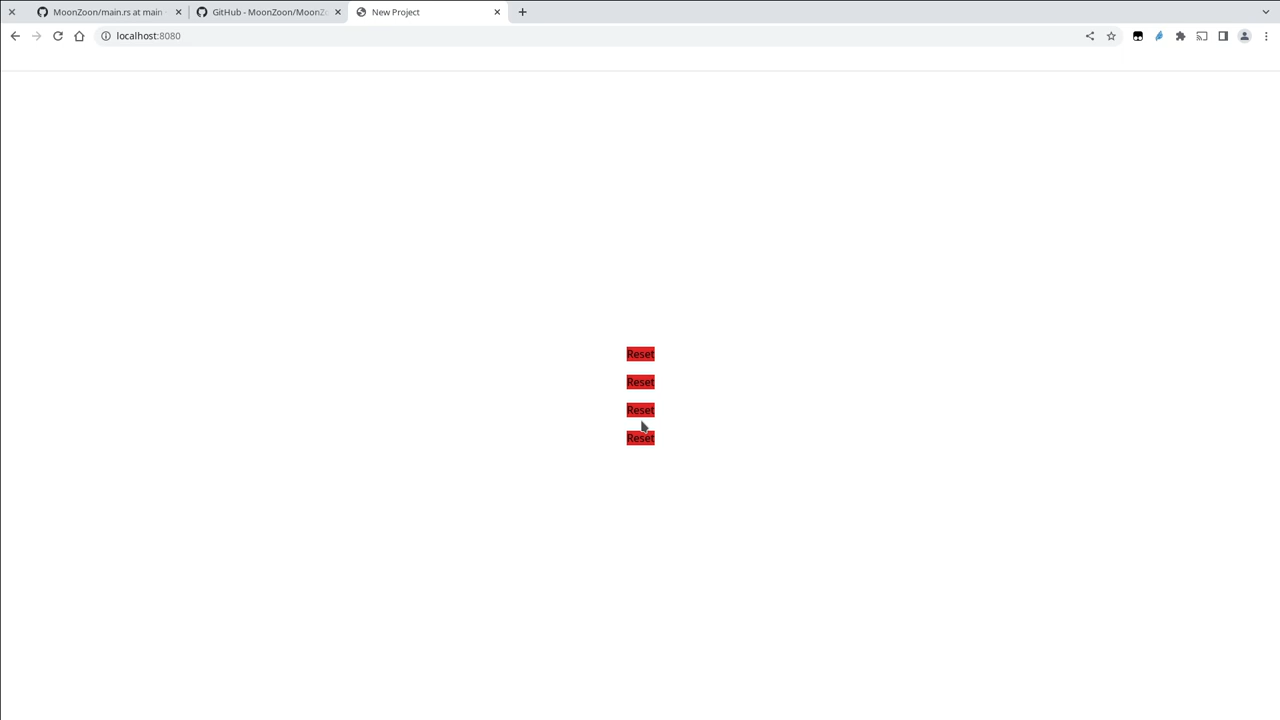 MoonZoon/main.rs at main
GitHub - MoonZoon/MoonZo
New Project
localhost:8080
Reset
Reset
Reset
Reset